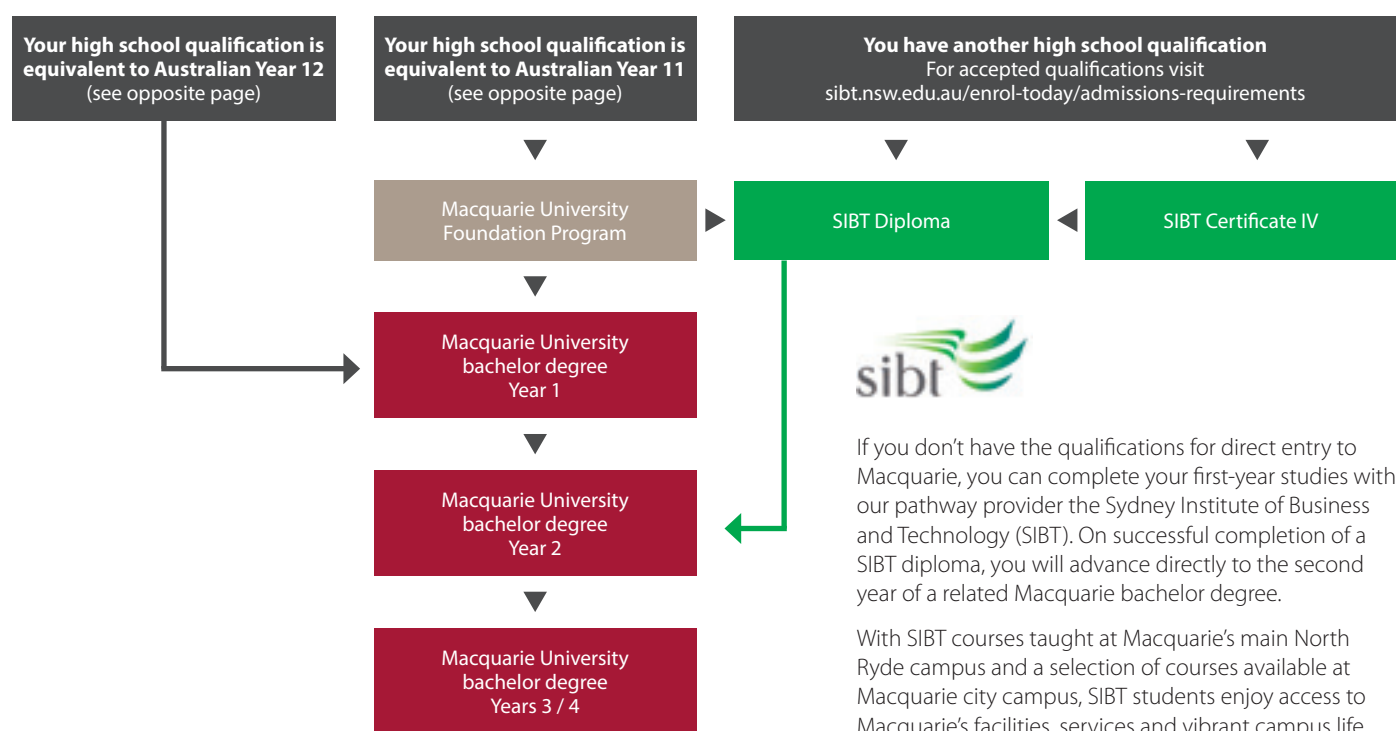 Your high school qualification is
equivalent to Australian Year 12
(see opposite page)
Your high school qualification is
equivalent to Australian Year 11
(see opposite page)
You have another high school qualification
For accepted qualifications visit
sibt.nsw.edu.au/enrol-today/admissions-requirements
Macquarie University
Foundation Program
SIBT Diploma
SIBT Certificate IV
Macquarie University
bachelor degree
Year 1
Macquarie University
bachelor degree
Year 2
Macquarie University
bachelor degree
Years 3 / 4
sibt
If you don’t have the qualifications for direct entry to
Macquarie, you can complete your first-year studies with
our pathway provider the Sydney Institute of Business
and Technology (SIBT). On successful completion of a
SIBT diploma, you will advance directly to the second
year of a related Macquarie bachelor degree.
With SIBT courses taught at Macquarie’s main North
Ryde campus and a selection of courses available at
Macquarie city campus, SIBT students enjoy access to
Macquarie’s facilities, services and vibrant campus life